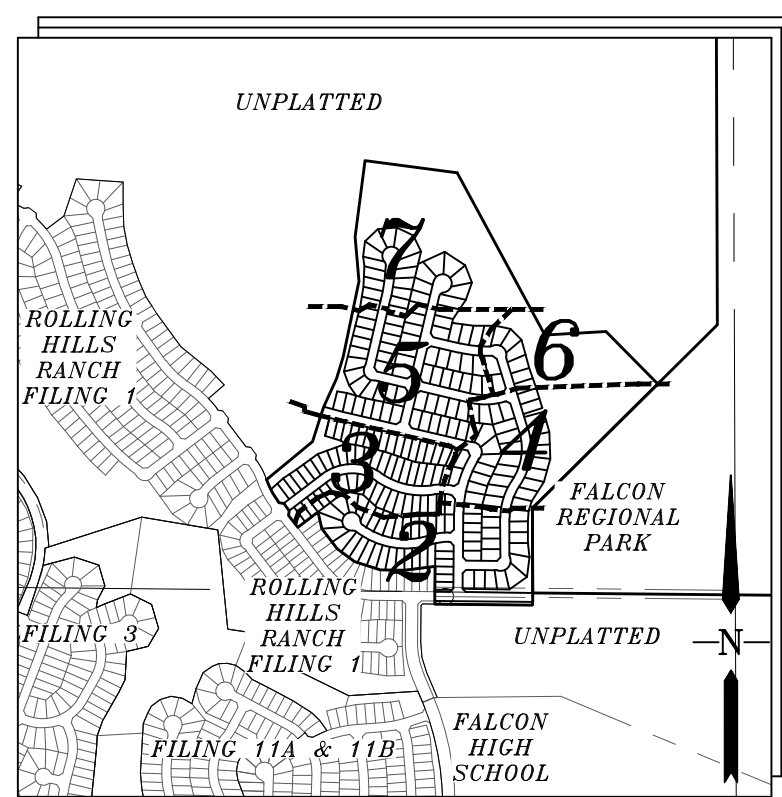 UNPLATTED
7
ROLLING
HILLS
RANCH
FILING 1
6
5
4
3
FALCON
REGIONAL
PARK
2
ROLLING
HILLS
RANCH
FILING 1
FILING 3
UNPLATTED
N
FILING 11A & 11B
FALCON
HIGH
SCHOOL